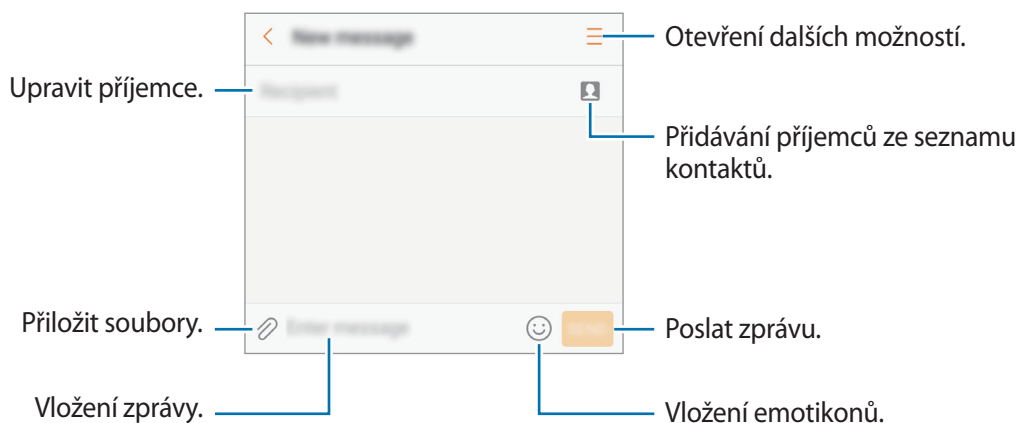 New message
Otevření dalších možností.
Upravit příjemce.
Recipient
Přidávání příjemců ze seznamu
kontaktů.
Přiložit soubory.
Enter message
SEND
Poslat zprávu.
Vložení zprávy.
Vložení emotikonů.